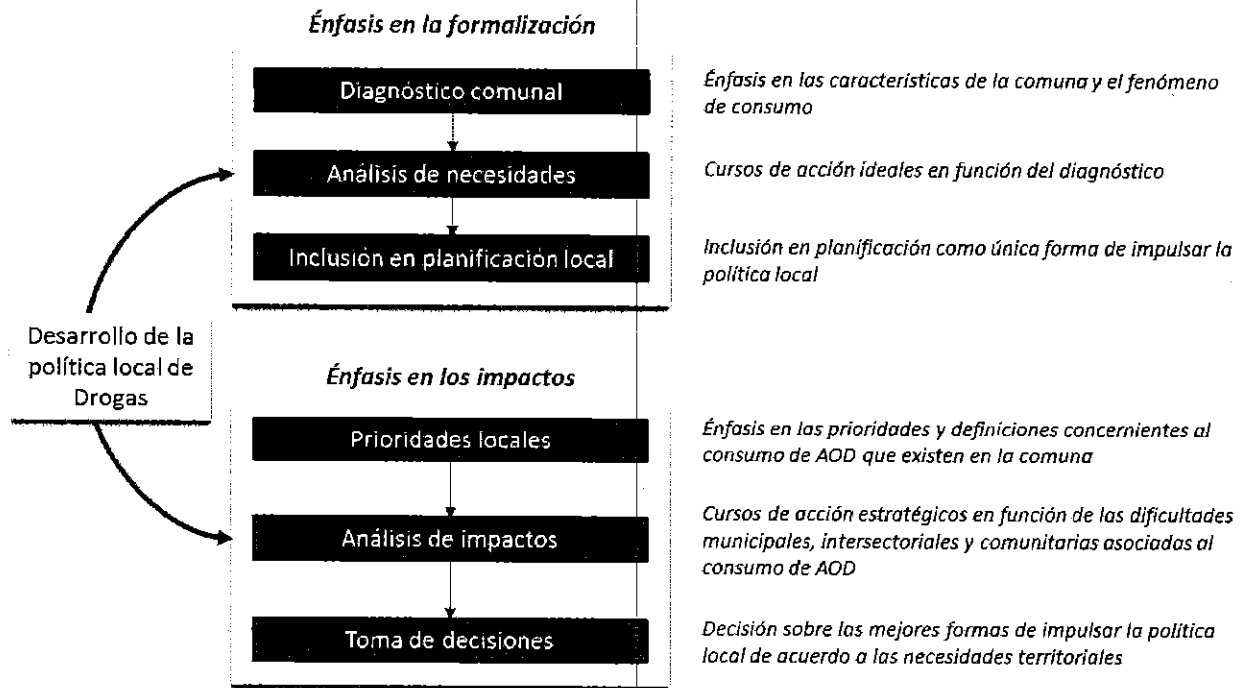 Énfasis en la formalización
Diagnóstico comunal
Énfasis en las características de la comuna y el fenómeno
de consumo
Análisis de necesidades
Cursos de acción ideales en función del diagnóstico
Inclusión en planificación local
Inclusión en planificación como única forma de impulsar la
política local
Desarrollo de la
política local de
Drogas
Énfasis en los impactos
Prioridades locales
Énfasis en las prioridades y definiciones concernientes al
consumo de AOD que existen en la comuna
Análisis de impactos
Cursos de acción estratégicos en función de las dificultades
municipales, intersectoriales y comunitarias asociadas al
consumo de AOD
Toma de decisiones
Decisión sobre las mejores formas de impulsar la política
local de acuerdo a las necesidades territoriales